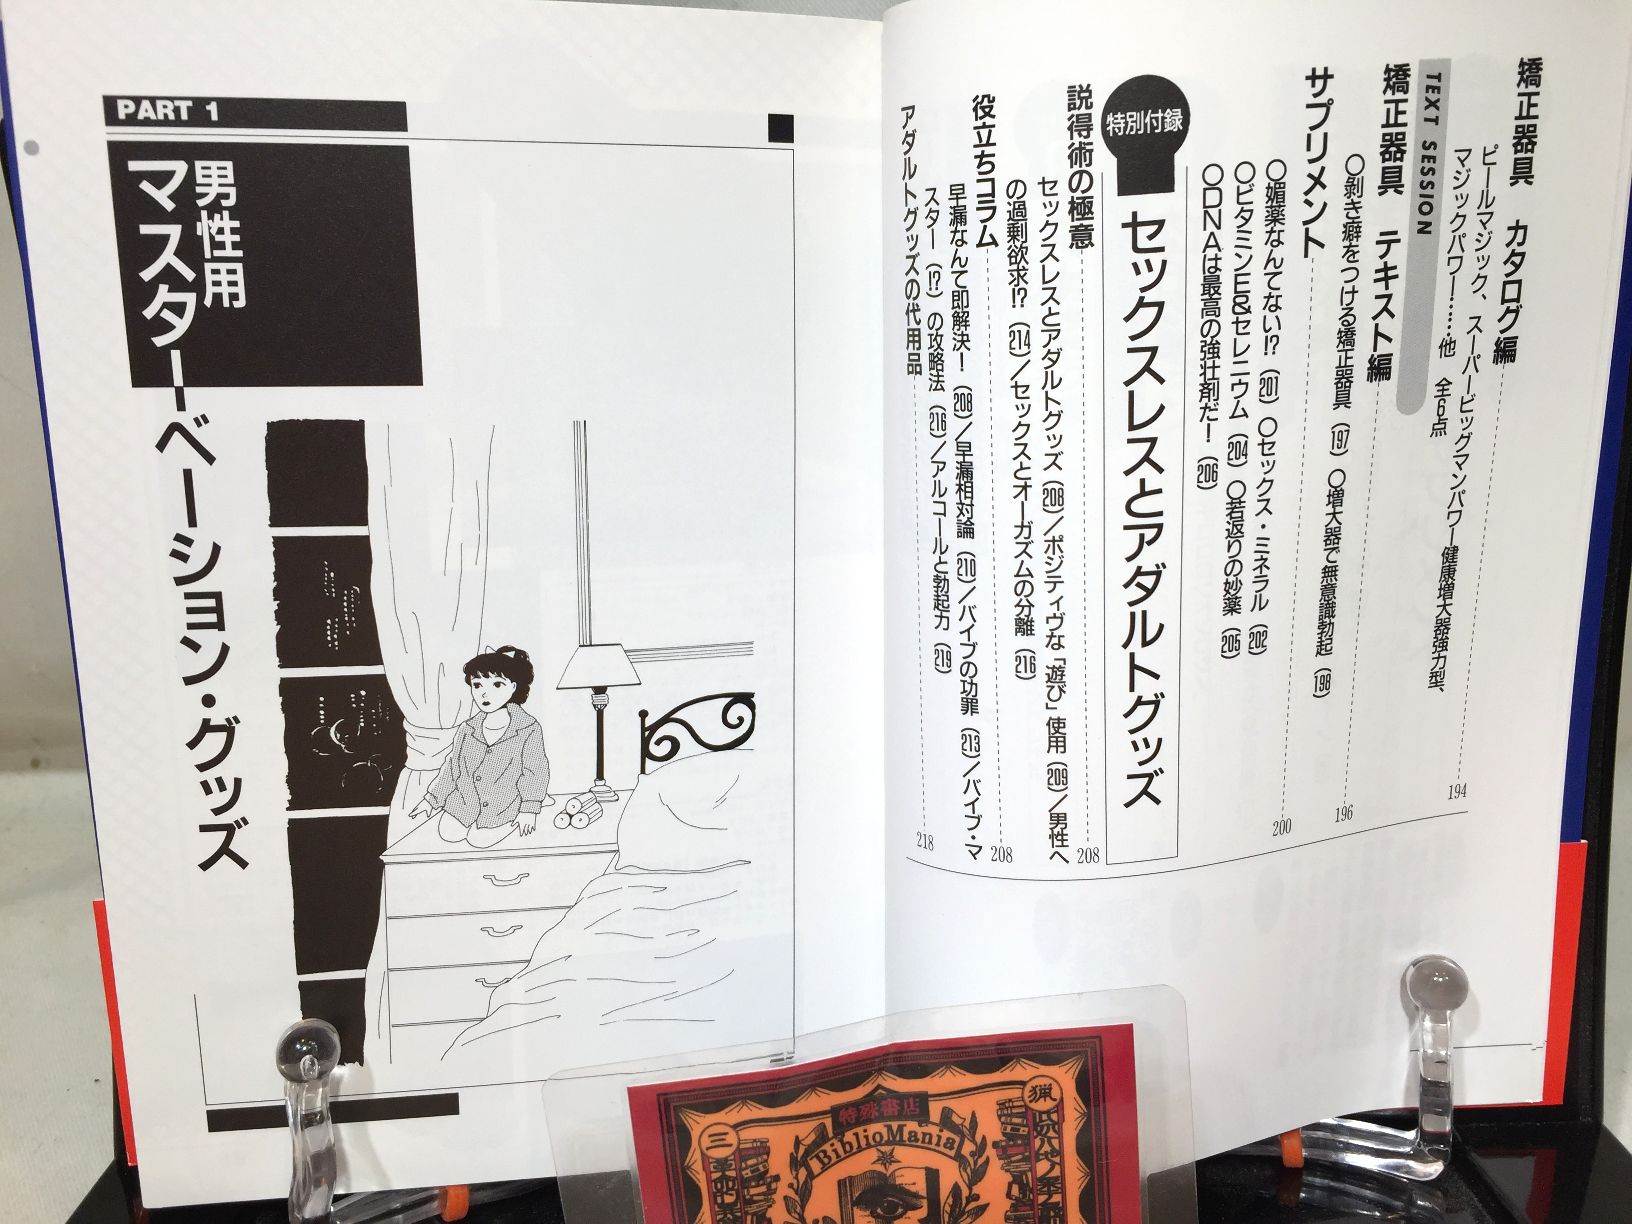 矯正器具 カタログ編 194
ピールマジック、スーパービッグマンパワー健康増大器強力型、
マジックパワー……他 全6点
TEXT SESSION
矯正器具 テキスト編 196
〇剝き癖をつける矯正器具 (197) 〇増大器で無意識勃起 (198)
サプリメント 200
〇媚薬なんてない!? (201) 〇セックス・ミネラル (202)
〇ビタミンE&セレニウム (204) 〇若返りの妙薬 (205)
〇DNAは最高の強壮剤だ! (206)
特別付録
セックスレスとアダルトグッズ
説得術の極意 208
セックスレスとアダルトグッズ (208)/ポジティヴな「遊び」使用 (209)/男性へ
の過剰欲求!? (214)/セックスとオーガズムの分離 (216)
役立ちコラム 208
早漏なんて即解決! (208)/早漏相対論 (210)/バイブの功罪 (213)/バイブ・マ
スター (!?) の攻略法 (216)/アルコールと勃起力 (219)
アダルトグッズの代用品 218
PART 1
男性用
マスターベーション・グッズ
特殊書店
BiblioMania
猟
三